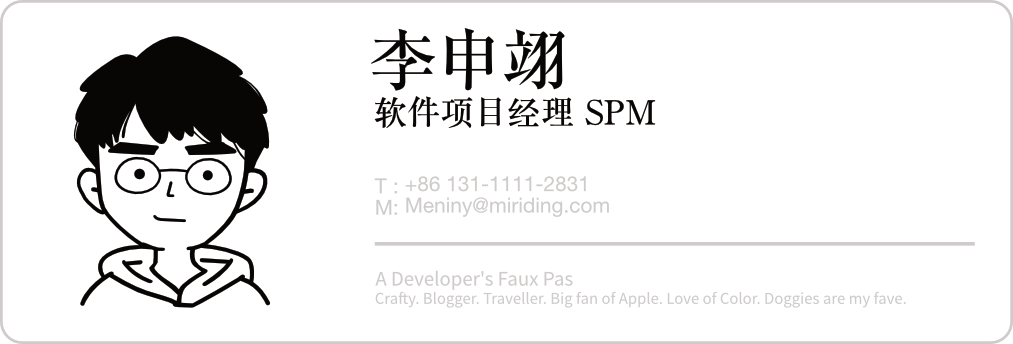 李申翊
软件项目经理 SPM
T : +86 131-1111-2831
M: Meniny@miriding.com
A Developer's Faux Pas
Crafty. Blogger. Traveller. Big fan of Apple. Love of Color. Doggies are my fave.